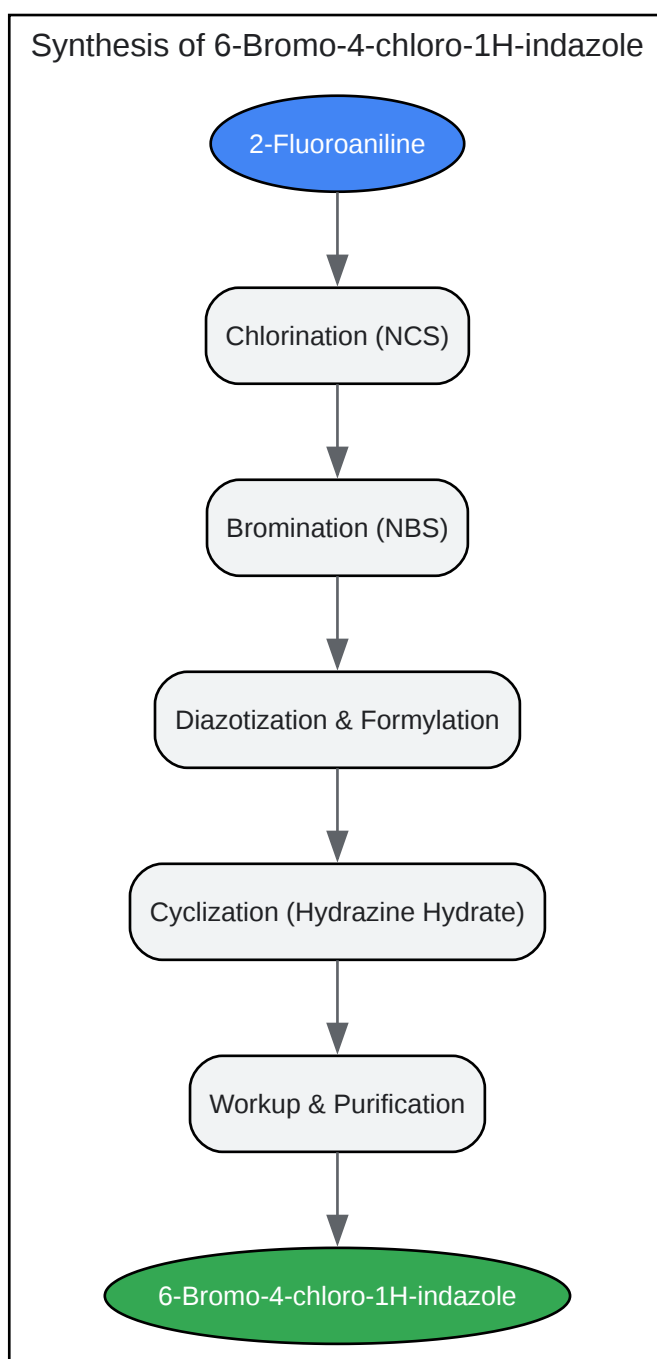 Synthesis of 6-Bromo-4-chloro-1H-indazole
2-Fluoroaniline
Chlorination (NCS)
Bromination (NBS)
Diazotization & Formylation
Cyclization (Hydrazine Hydrate)
Workup & Purification
6-Bromo-4-chloro-1H-indazole